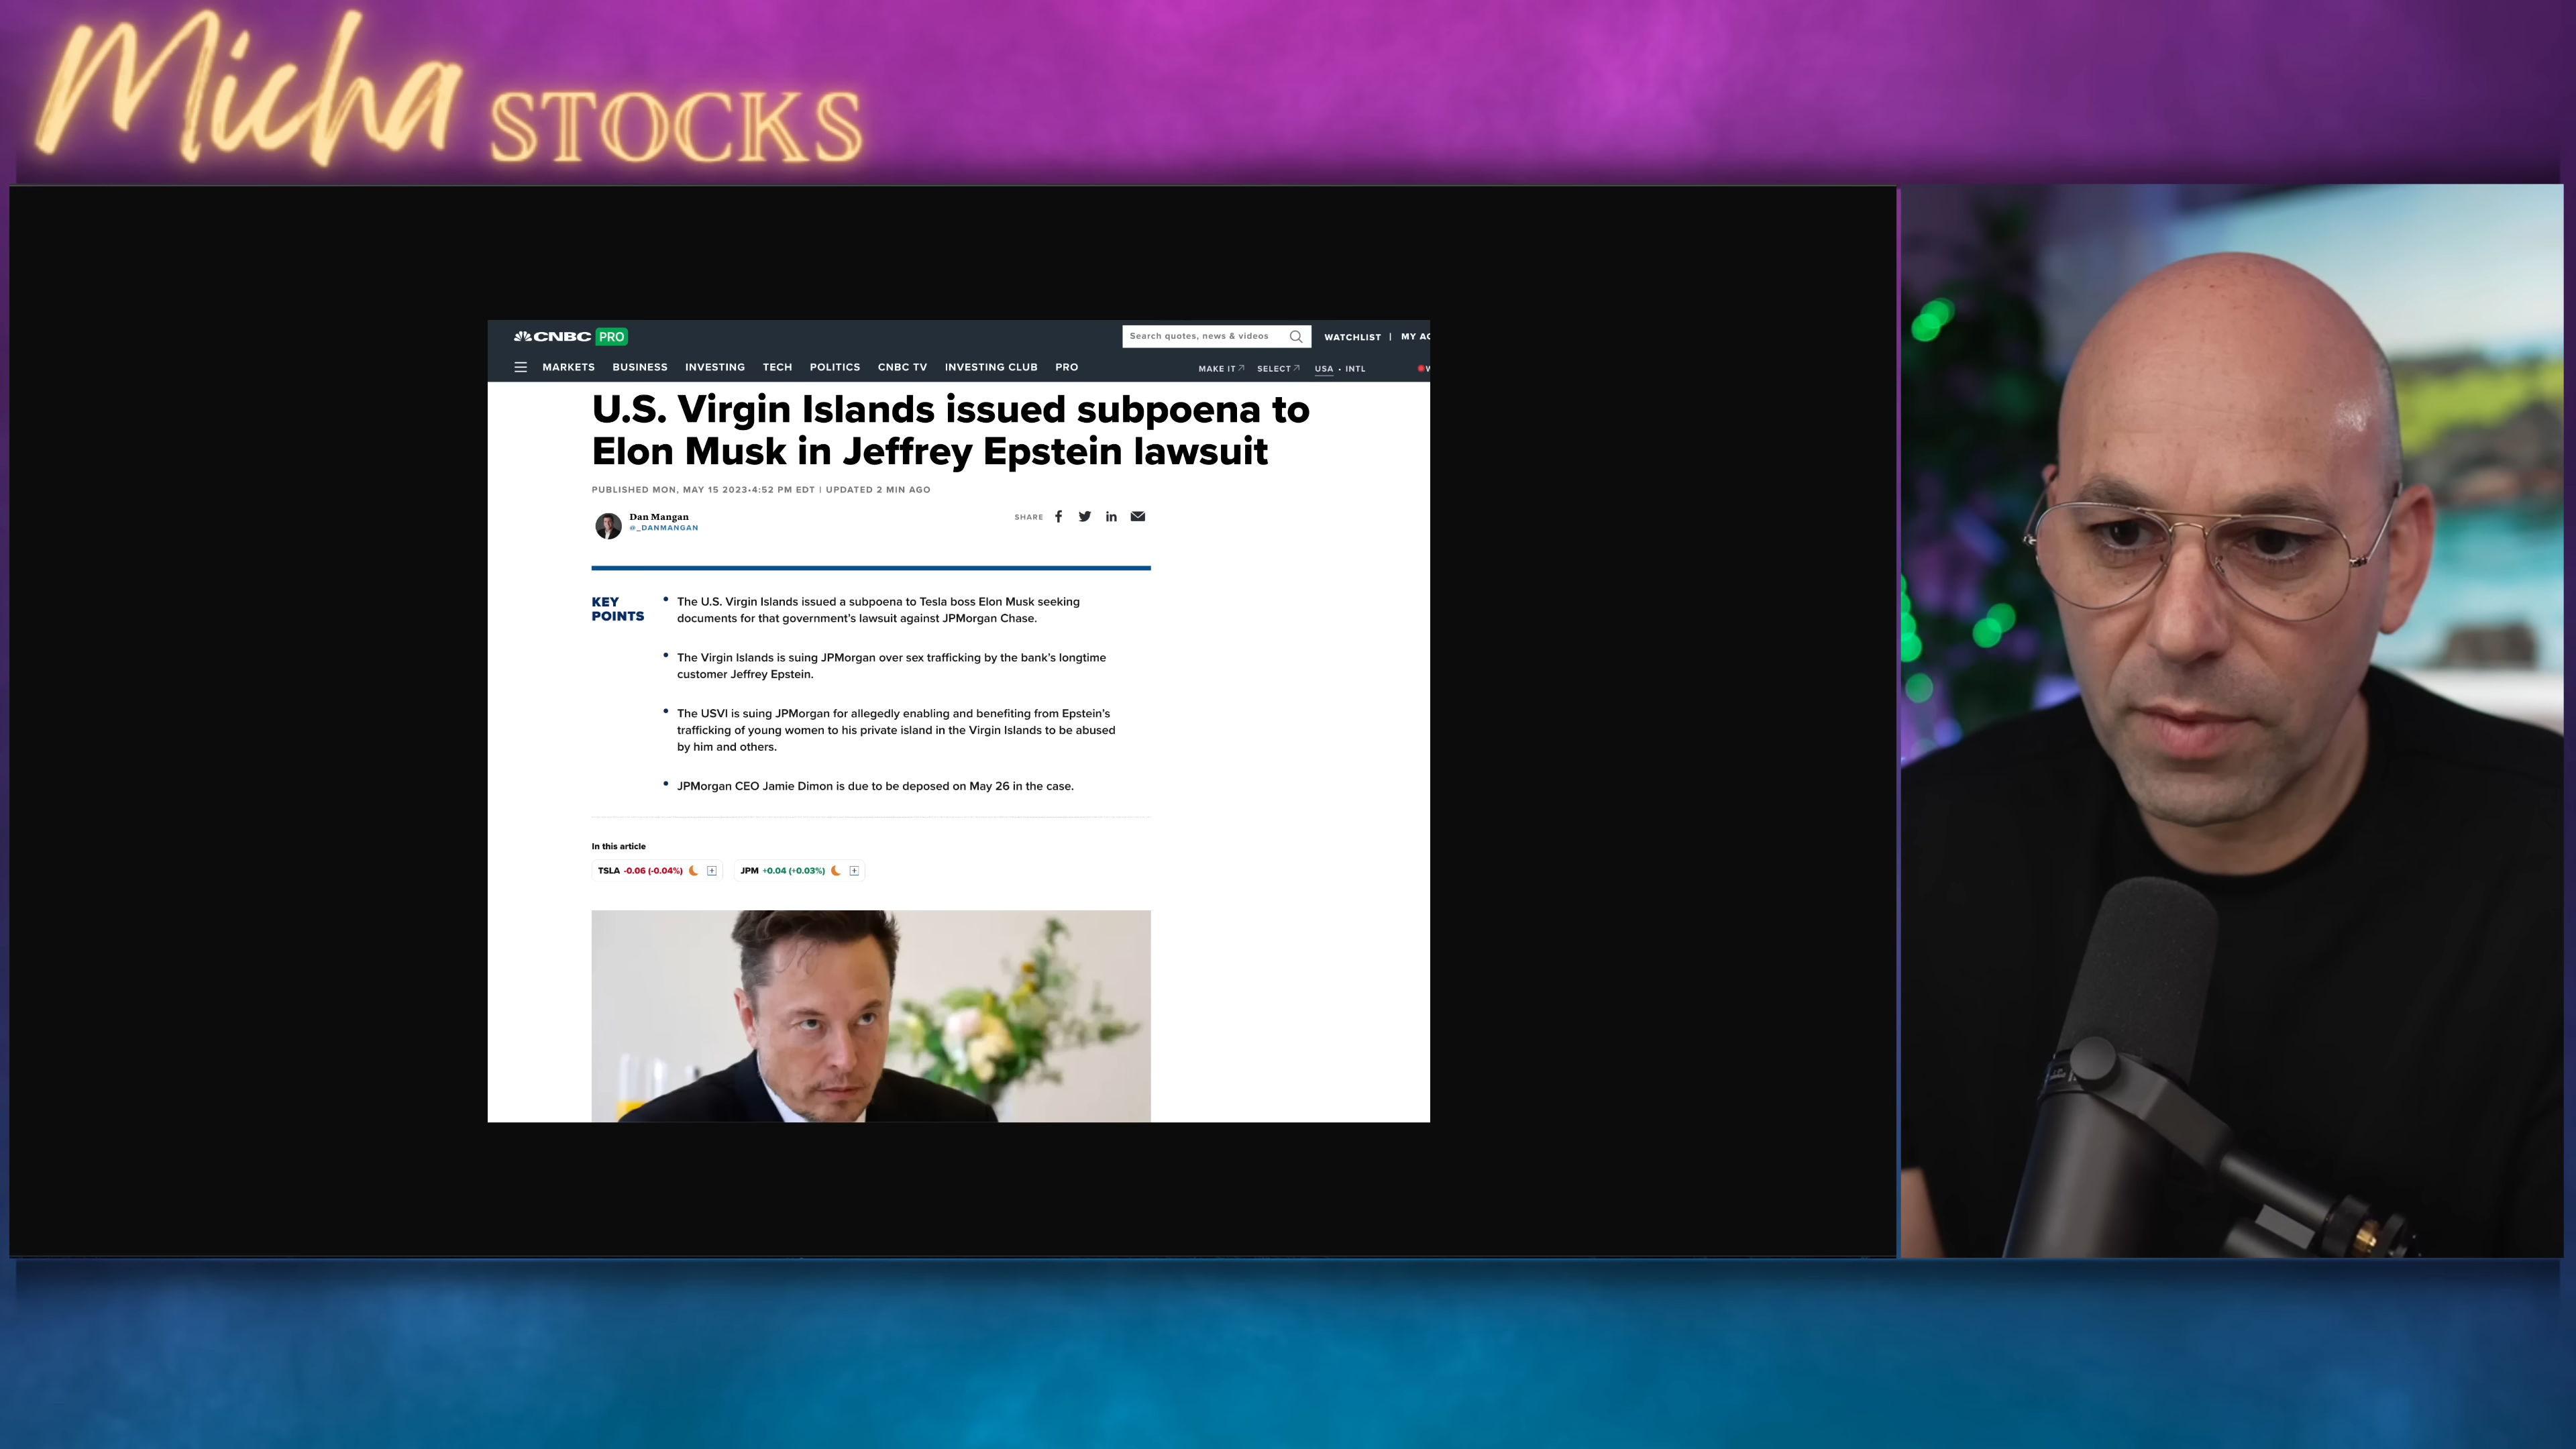 Micha STOCKS
CNBC PRO
Search quotes, news & videos
WATCHLIST | MY AC
MARKETS BUSINESS INVESTING TECH POLITICS CNBC TV INVESTING CLUB PRO
MAKE IT SELECT USA • INTL
U.S. Virgin Islands issued subpoena to
Elon Musk in Jeffrey Epstein lawsuit
PUBLISHED MON, MAY 15 2023•4:52 PM EDT | UPDATED 2 MIN AGO
Dan Mangan
@_DANMANGAN
SHARE
KEY
POINTS
• The U.S. Virgin Islands issued a subpoena to Tesla boss Elon Musk seeking
documents for that government’s lawsuit against JPMorgan Chase.
• The Virgin Islands is suing JPMorgan over sex trafficking by the bank’s longtime
customer Jeffrey Epstein.
• The USVI is suing JPMorgan for allegedly enabling and benefiting from Epstein’s
trafficking of young women to his private island in the Virgin Islands to be abused
by him and others.
• JPMorgan CEO Jamie Dimon is due to be deposed on May 26 in the case.
In this article
TSLA -0.06 (-0.04%)
JPM +0.04 (+0.03%)